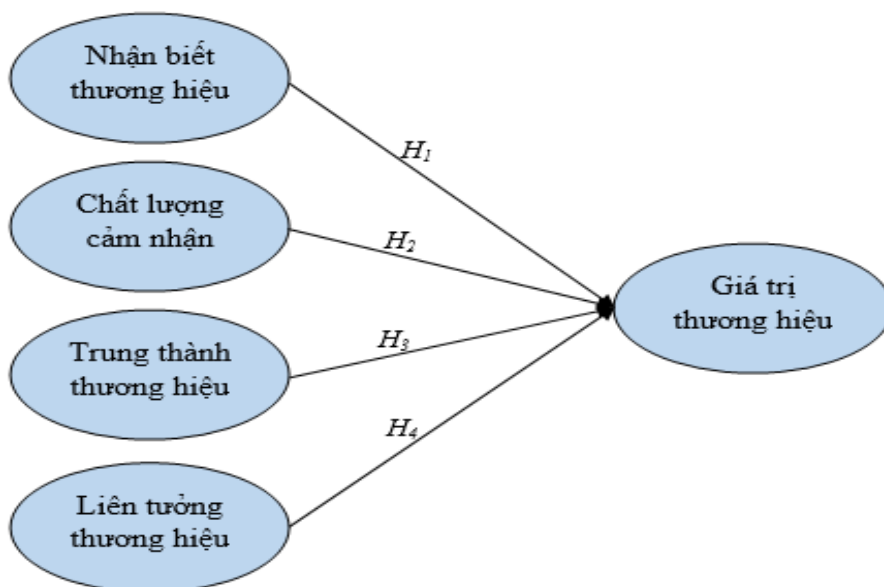 Nhận biết
thương hiệu
H₁
Chất lượng
cảm nhận
H₂
Giá trị
thương hiệu
Trung thành
thương hiệu
H₃
H₄
Liên tưởng
thương hiệu